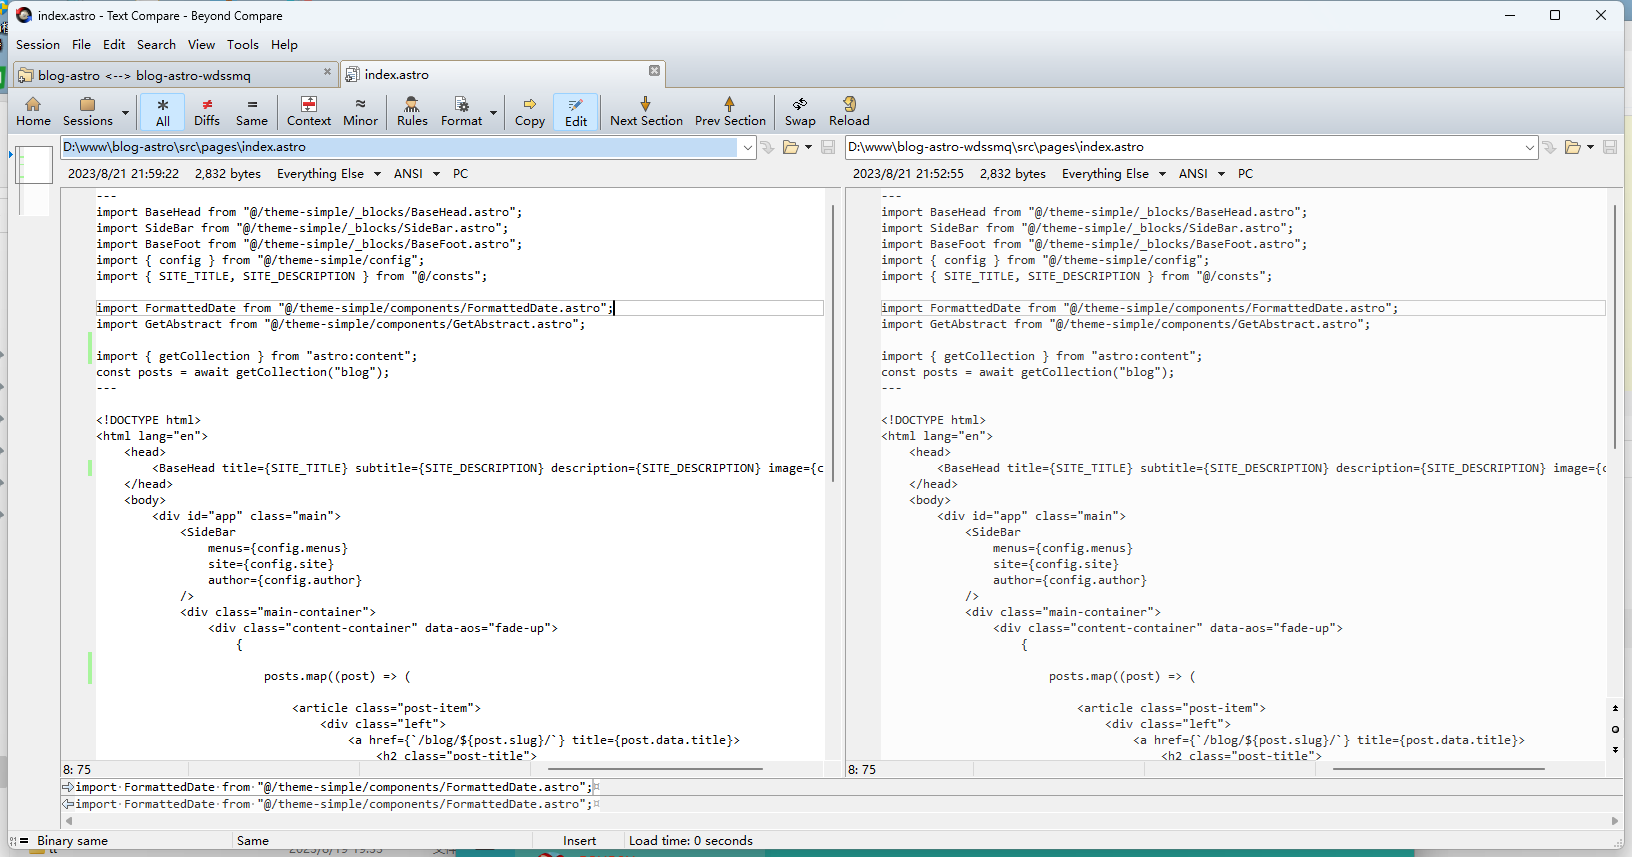 index.astro - Text Compare - Beyond Compare
Session File Edit Search View Tools Help
blog-astro <--> blog-astro-wdssmq index.astro
Home Sessions All Diffs Same Context Minor Rules Format Copy Edit Next Section Prev Section Swap Reload
D:\www\blog-astro\src\pages\index.astro
D:\www\blog-astro-wdssmq\src\pages\index.astro
2023/8/21 21:59:22 2,832 bytes Everything Else ANSI PC
2023/8/21 21:52:55 2,832 bytes Everything Else ANSI PC
---
import BaseHead from "@/theme-simple/_blocks/BaseHead.astro";
import SideBar from "@/theme-simple/_blocks/SideBar.astro";
import BaseFoot from "@/theme-simple/_blocks/BaseFoot.astro";
import { config } from "@/theme-simple/config";
import { SITE_TITLE, SITE_DESCRIPTION } from "@/consts";
import FormattedDate from "@/theme-simple/components/FormattedDate.astro";
import GetAbstract from "@/theme-simple/components/GetAbstract.astro";
import { getCollection } from "astro:content";
const posts = await getCollection("blog");
---
<!DOCTYPE html>
<html lang="en">
<head>
<BaseHead title={SITE_TITLE} subtitle={SITE_DESCRIPTION} description={SITE_DESCRIPTION} image={c
</head>
<body>
<div id="app" class="main">
<SideBar
menus={config.menus}
site={config.site}
author={config.author}
/>
<div class="main-container">
<div class="content-container" data-aos="fade-up">
{
posts.map((post) => (
<article class="post-item">
<div class="left">
<a href={`/blog/${post.slug}/`} title={post.data.title}>
<h2 class="post-title">
8: 75
---
import BaseHead from "@/theme-simple/_blocks/BaseHead.astro";
import SideBar from "@/theme-simple/_blocks/SideBar.astro";
import BaseFoot from "@/theme-simple/_blocks/BaseFoot.astro";
import { config } from "@/theme-simple/config";
import { SITE_TITLE, SITE_DESCRIPTION } from "@/consts";
import FormattedDate from "@/theme-simple/components/FormattedDate.astro";
import GetAbstract from "@/theme-simple/components/GetAbstract.astro";
import { getCollection } from "astro:content";
const posts = await getCollection("blog");
---
<!DOCTYPE html>
<html lang="en">
<head>
<BaseHead title={SITE_TITLE} subtitle={SITE_DESCRIPTION} description={SITE_DESCRIPTION} image={c
</head>
<body>
<div id="app" class="main">
<SideBar
menus={config.menus}
site={config.site}
author={config.author}
/>
<div class="main-container">
<div class="content-container" data-aos="fade-up">
{
posts.map((post) => (
<article class="post-item">
<div class="left">
<a href={`/blog/${post.slug}/`} title={post.data.title}>
<h2 class="post-title">
8: 75
import·FormattedDate·from·"@/theme-simple/components/FormattedDate.astro";¤
import·FormattedDate·from·"@/theme-simple/components/FormattedDate.astro";¤
Binary same Same Insert Load time: 0 seconds